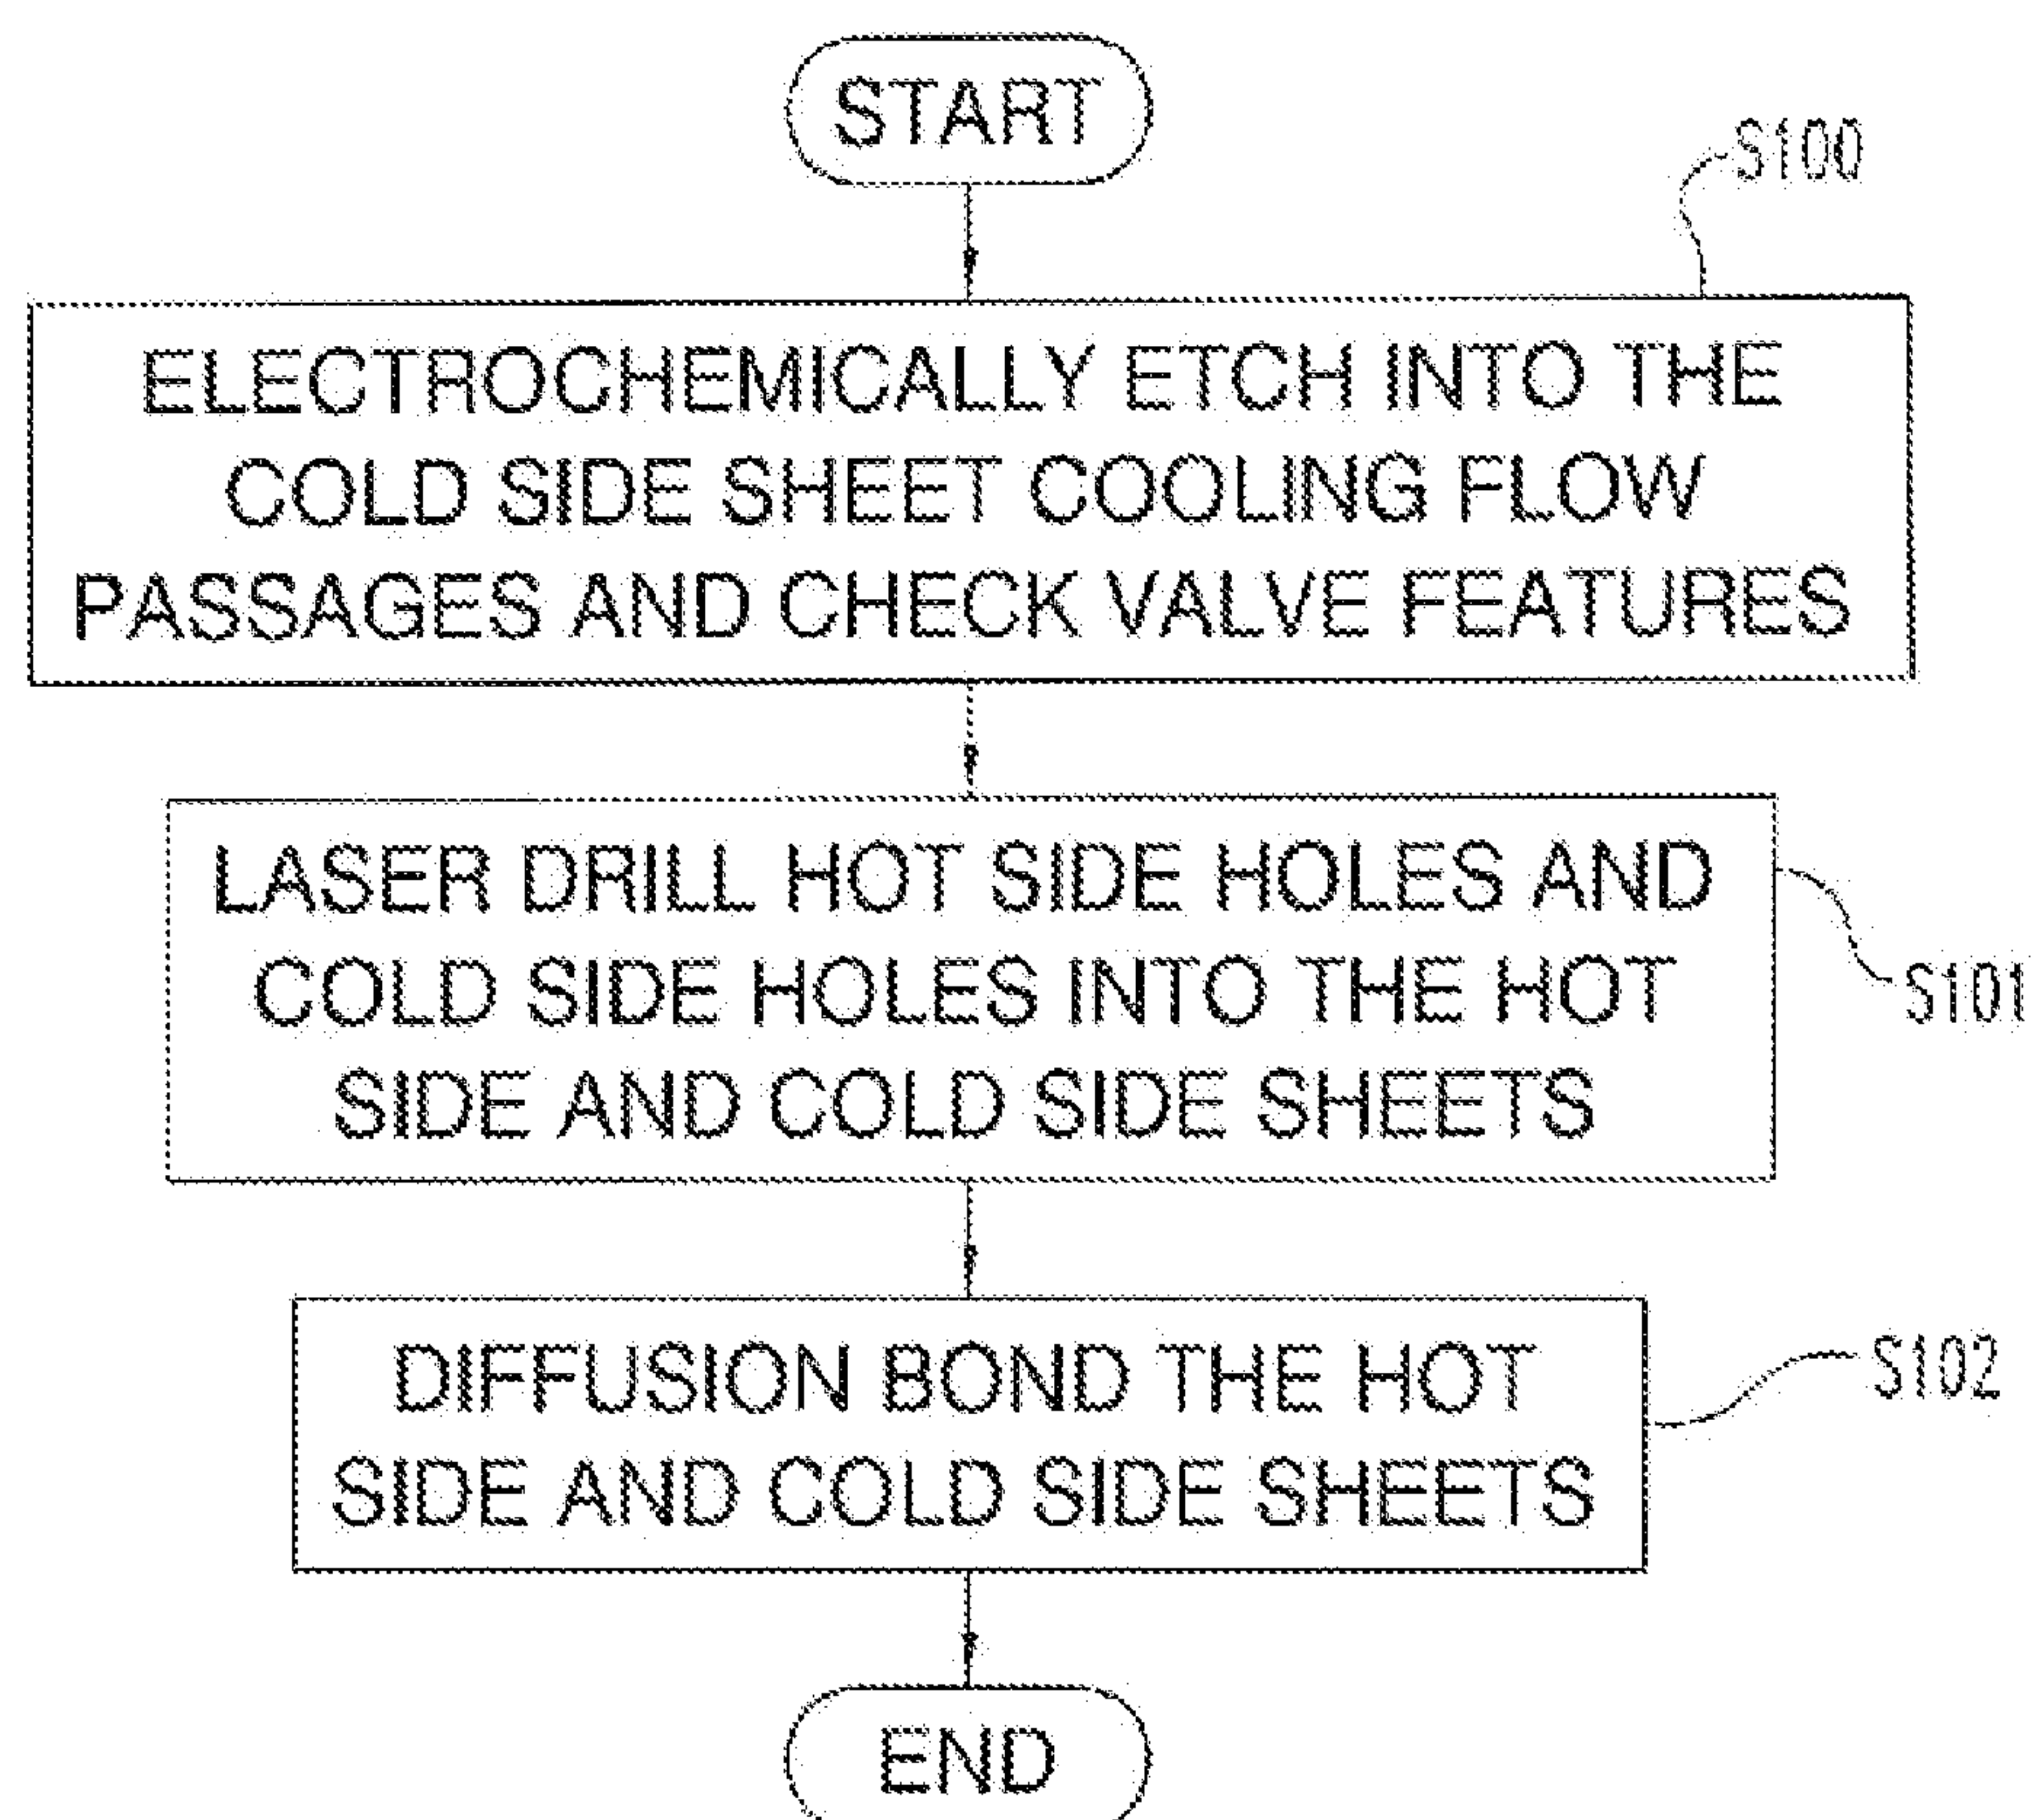 START
S100
ELECTROCHEMICALLY ETCH INTO THE
COLD SIDE SHEET COOLING FLOW
PASSAGES AND CHECK VALVE FEATURES
LASER DRILL HOT SIDE HOLES AND
COLD SIDE HOLES INTO THE HOT
SIDE AND COLD SIDE SHEETS
S101
DIFFUSION BOND THE HOT
SIDE AND COLD SIDE SHEETS
S102
END